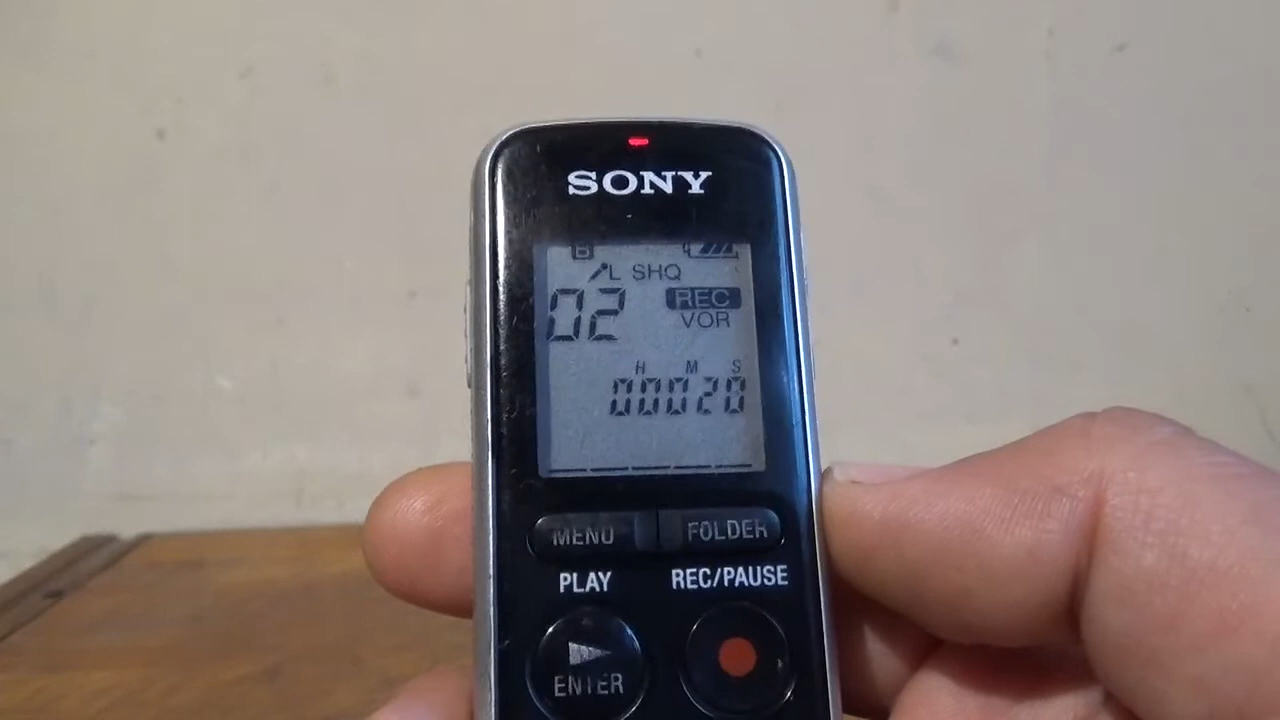 SONY
B
L SHQ
02 REC
VOR
H M S
00020
MENU FOLDER
PLAY REC/PAUSE
ENTER